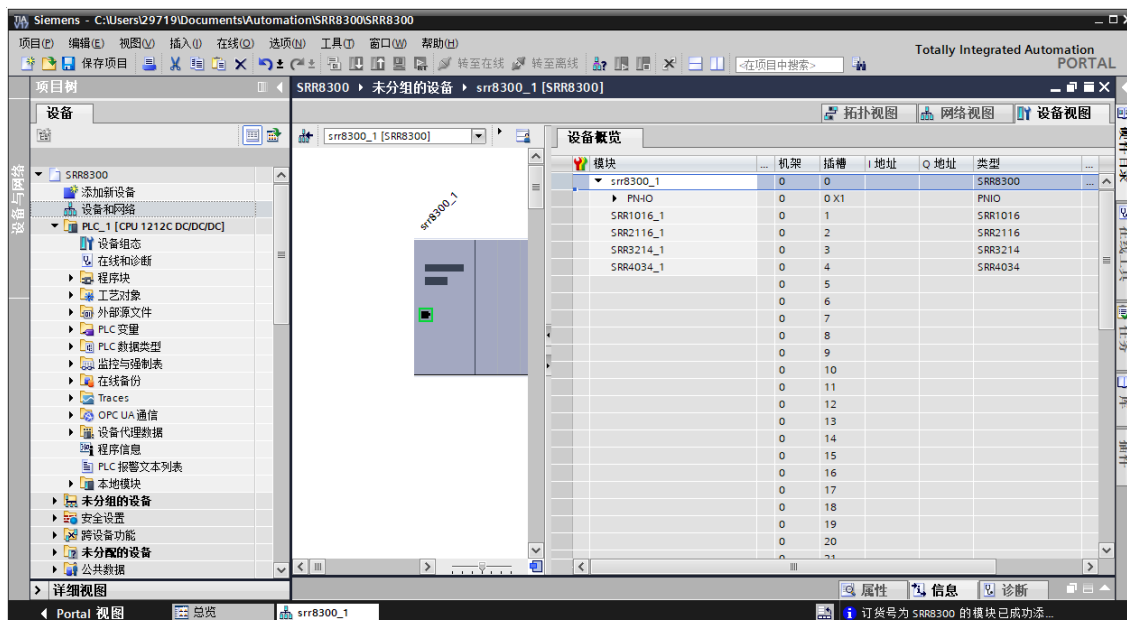 Siemens - C:\Users\29719\Documents\Automation\SRR8300\SRR8300
项目(P) 编辑(E) 视图(V) 插入(I) 在线(O) 选项(N) 工具(T) 窗口(W) 帮助(H)
Totally Integrated Automation
PORTAL
保存项目 转至在线 转至离线 <在项目中搜索>
项目树
SRR8300 ▸ 未分组的设备 ▸ srr8300_1 [SRR8300]
设备
拓扑视图 网络视图 设备视图
srr8300_1 [SRR8300]
设备概览
设备与网络
SRR8300
添加新设备
设备和网络
PLC_1 [CPU 1212C DC/DC/DC]
设备组态
在线和诊断
程序块
工艺对象
外部源文件
PLC 变量
PLC 数据类型
监控与强制表
在线备份
Traces
OPC UA 通信
设备代理数据
程序信息
PLC 报警文本列表
本地模块
未分组的设备
安全设置
跨设备功能
未分配的设备
公共数据
详细视图
srr8300_1
模块 ... 机架 插槽 I 地址 Q 地址 类型 ...
srr8300_1 0 0 SRR8300 ...
PN-IO 0 0 X1 PNIO
SRR1016_1 0 1 SRR1016
SRR2116_1 0 2 SRR2116
SRR3214_1 0 3 SRR3214
SRR4034_1 0 4 SRR4034
0 5
0 6
0 7
0 8
0 9
0 10
0 11
0 12
0 13
0 14
0 15
0 16
0 17
0 18
0 19
0 20
0 21
在线工具
任务
库
插件
属性 信息 诊断
Portal 视图 总览 srr8300_1 订货号为 SRR8300 的模块已成功添...